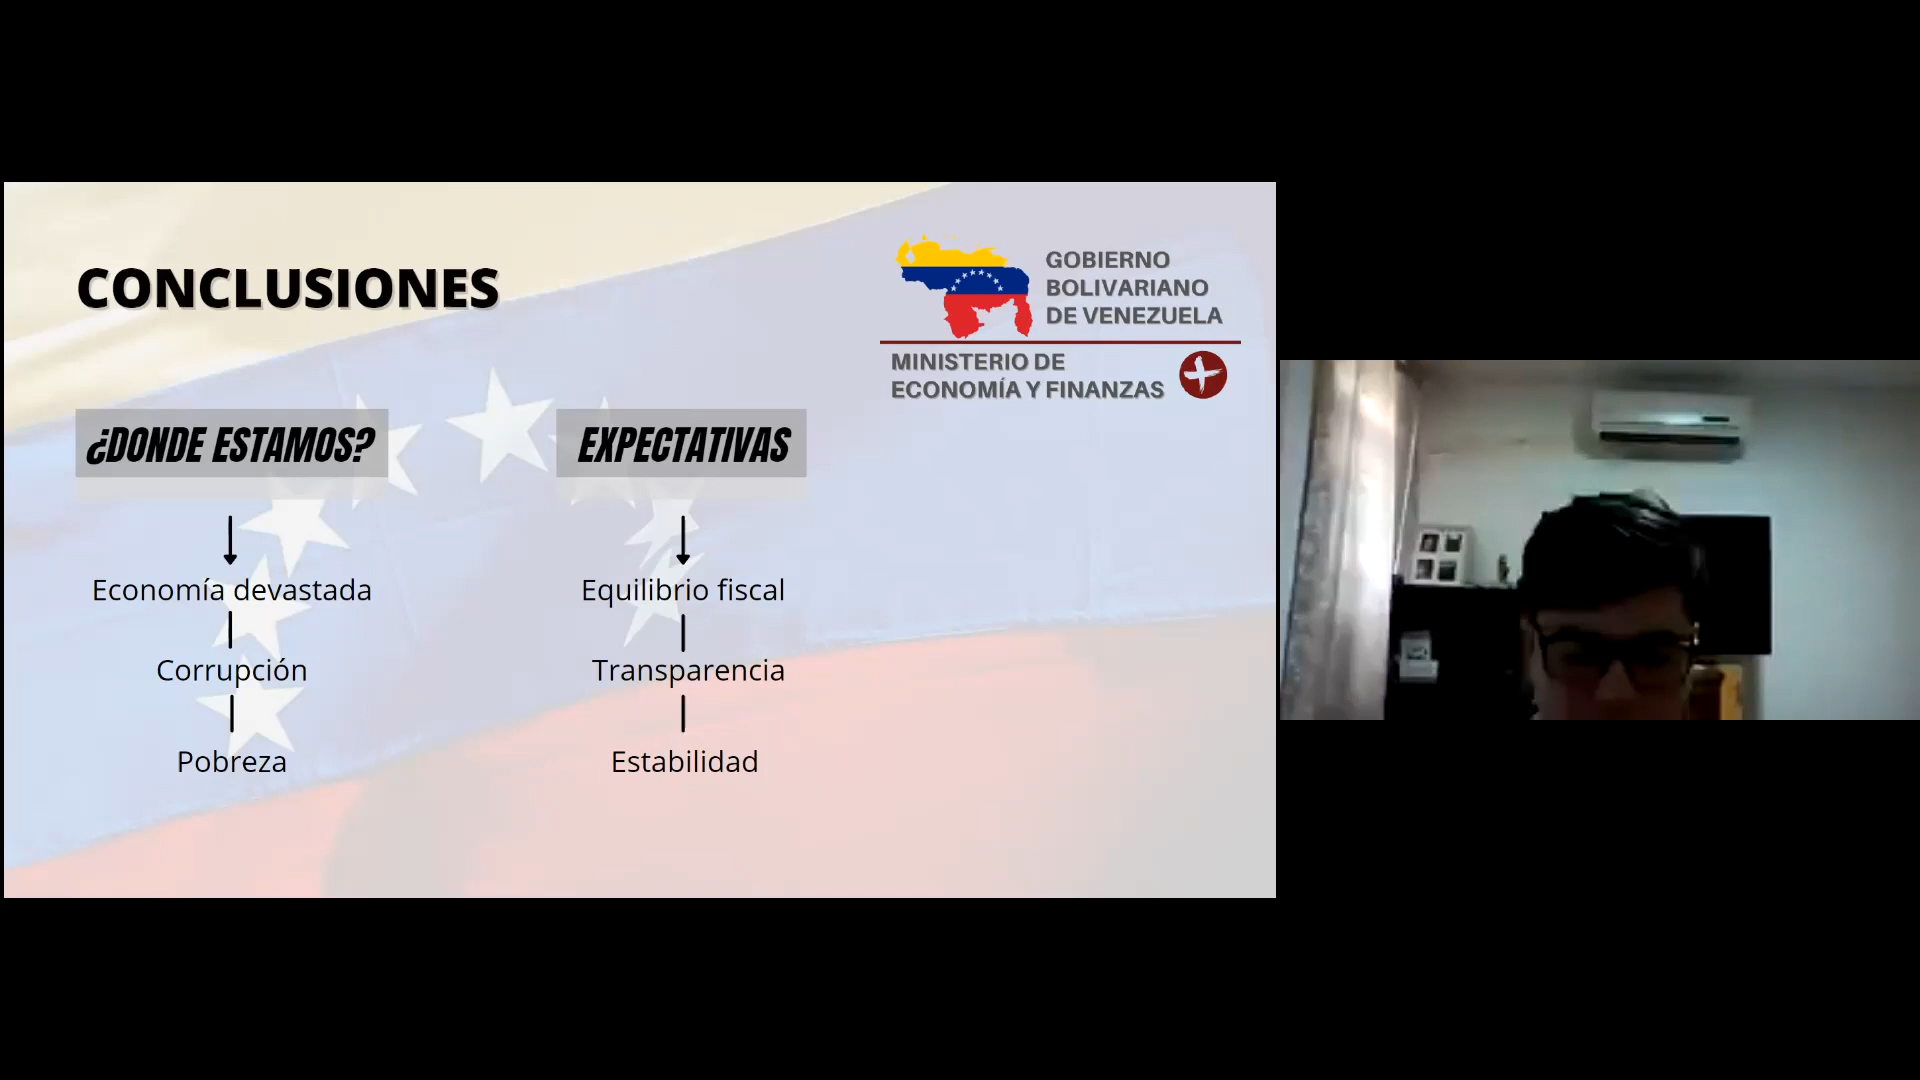 CONCLUSIONES
GOBIERNO
BOLIVARIANO
DE VENEZUELA
MINISTERIO DE
ECONOMÍA Y FINANZAS
¿DONDE ESTAMOS?
Economía devastada
Corrupción
Pobreza
EXPECTATIVAS
Equilibrio fiscal
Transparencia
Estabilidad